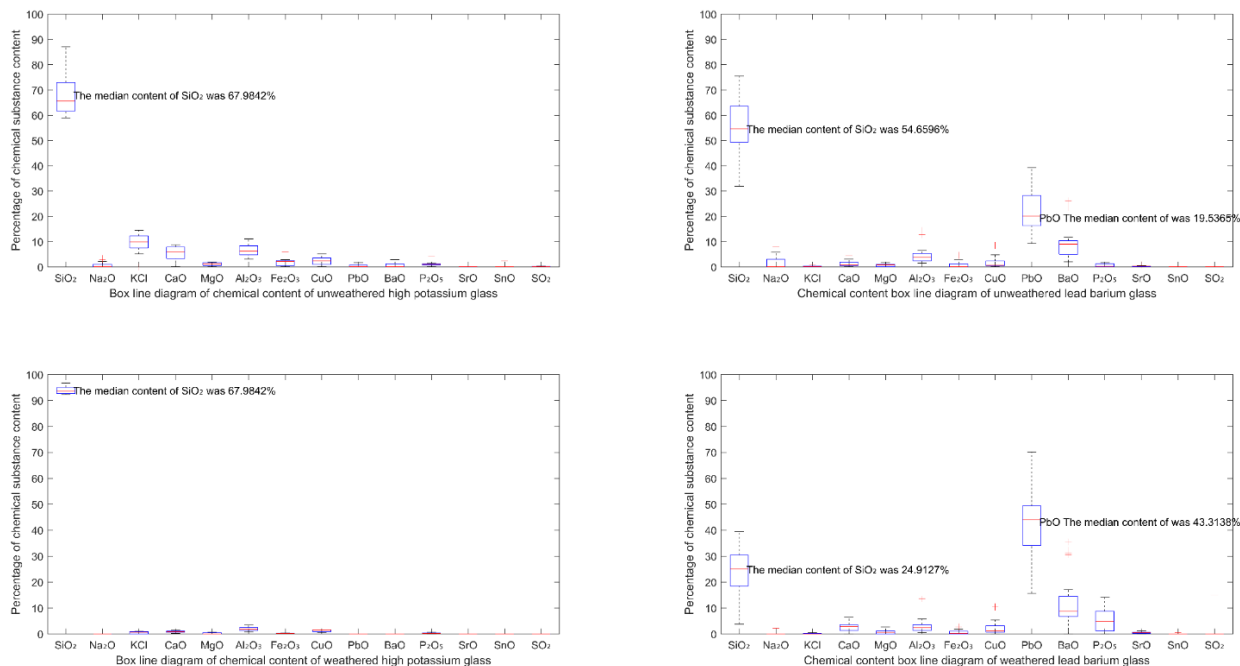 100
90
80
70
60
50
40
30
20
10
0
Percentage of chemical substance content
The median content of SiO₂ was 67.9842%
SiO₂ Na₂O KCl CaO MgO Al₂O₃ Fe₂O₃ CuO PbO BaO P₂O₅ SrO SnO SO₂
Box line diagram of chemical content of unweathered high potassium glass
100
90
80
70
60
50
40
30
20
10
0
Percentage of chemical substance content
The median content of SiO₂ was 54.6596%
PbO The median content of was 19.5365%
SiO₂ Na₂O KCl CaO MgO Al₂O₃ Fe₂O₃ CuO PbO BaO P₂O₅ SrO SnO SO₂
Chemical content box line diagram of unweathered lead barium glass
100
90
80
70
60
50
40
30
20
10
0
Percentage of chemical substance content
The median content of SiO₂ was 67.9842%
SiO₂ Na₂O KCl CaO MgO Al₂O₃ Fe₂O₃ CuO PbO BaO P₂O₅ SrO SnO SO₂
Box line diagram of chemical content of weathered high potassium glass
100
90
80
70
60
50
40
30
20
10
0
Percentage of chemical substance content
PbO The median content of was 43.3138%
The median content of SiO₂ was 24.9127%
SiO₂ Na₂O KCl CaO MgO Al₂O₃ Fe₂O₃ CuO PbO BaO P₂O₅ SrO SnO SO₂
Chemical content box line diagram of weathered lead barium glass